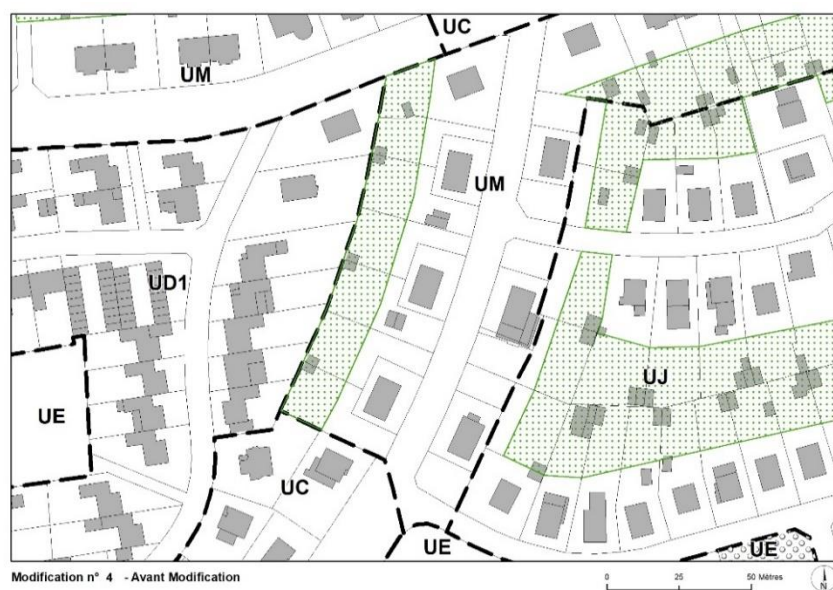 UC
UM
UM
UD1
UE
UJ
UC
UE
UE
Modification n° 4 - Avant Modification
0 25 50 Mètres
N